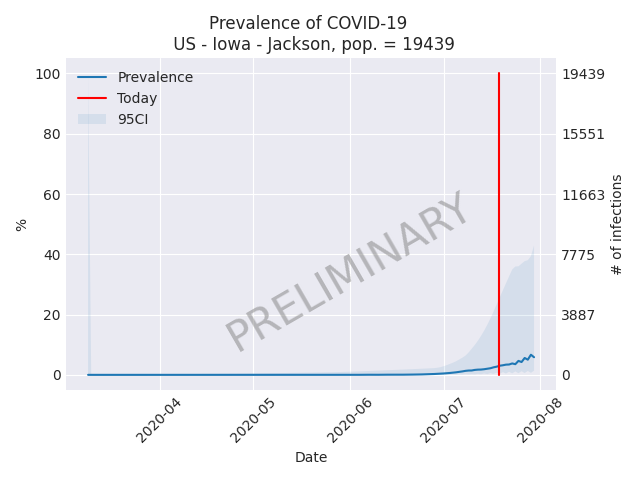 Prevalence of COVID-19
US - Iowa - Jackson, pop. = 19439
Prevalence
Today
95CI
100
80
60
40
20
0
%
19439
15551
11663
7775
3887
0
# of infections
PRELIMINARY
2020-04
2020-05
2020-06
2020-07
2020-08
Date